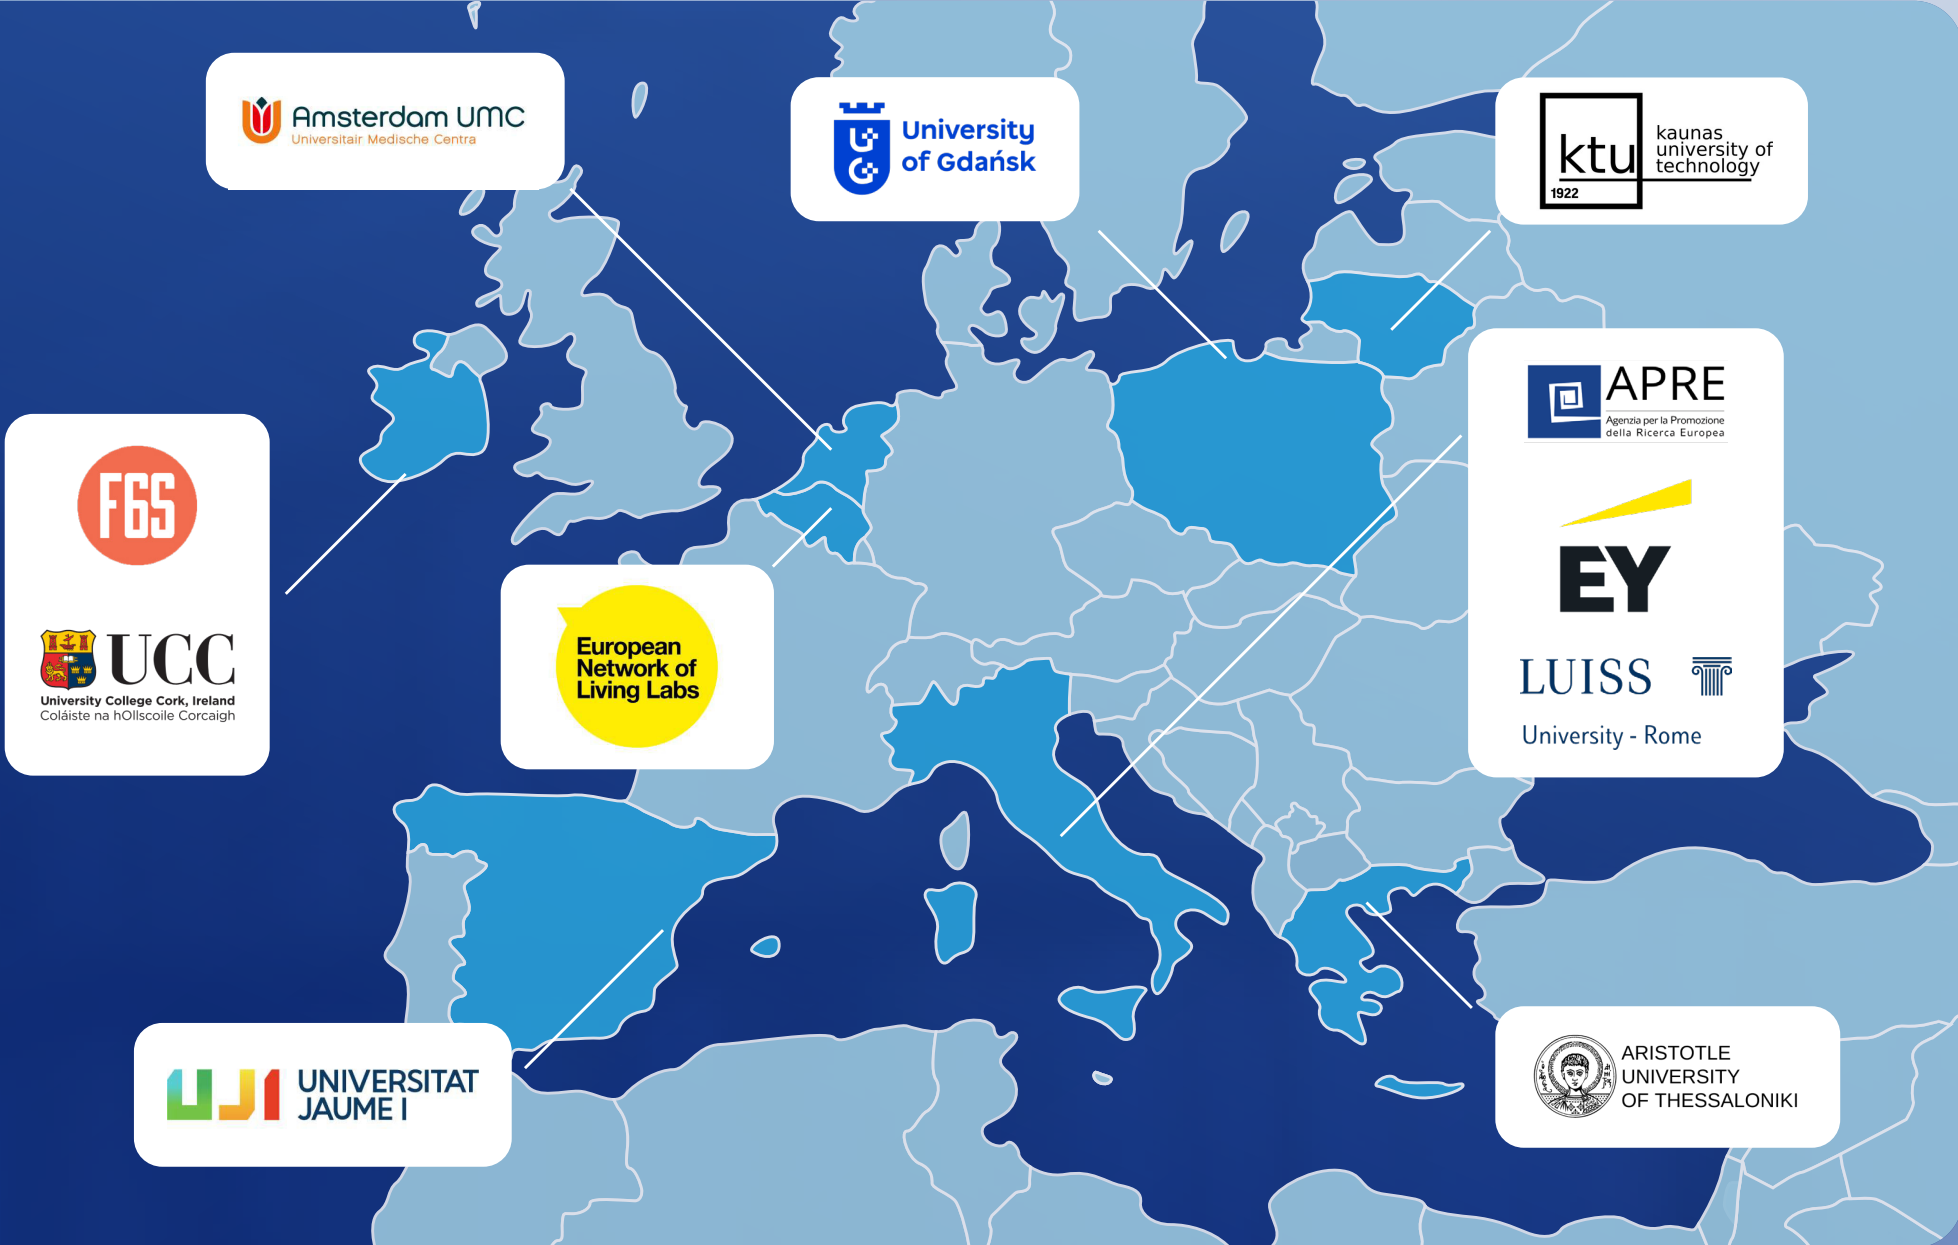 Amsterdam UMC
Universitair Medische Centra
UG
University
of Gdańsk
ktu
1922
kaunas
university of
technology
F6S
UCC
University College Cork, Ireland
Coláiste na hOllscoile Corcaigh
European
Network of
Living Labs
APRE
Agenzia per la Promozione
della Ricerca Europea
EY
LUISS
University - Rome
UJI
UNIVERSITAT
JAUME I
ARISTOTLE
UNIVERSITY
OF THESSALONIKI